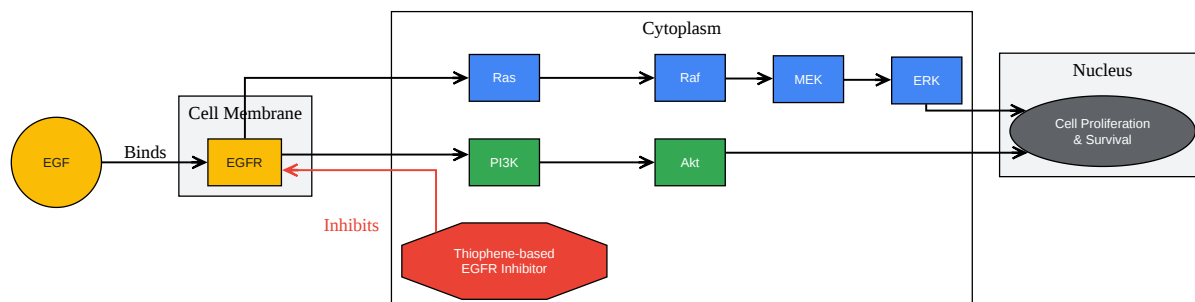 Cytoplasm
Nucleus
Cell Membrane
Ras
Raf
MEK
ERK
EGF
Binds
EGFR
PI3K
Akt
Cell Proliferation
& Survival
Inhibits
Thiophene-based
EGFR Inhibitor